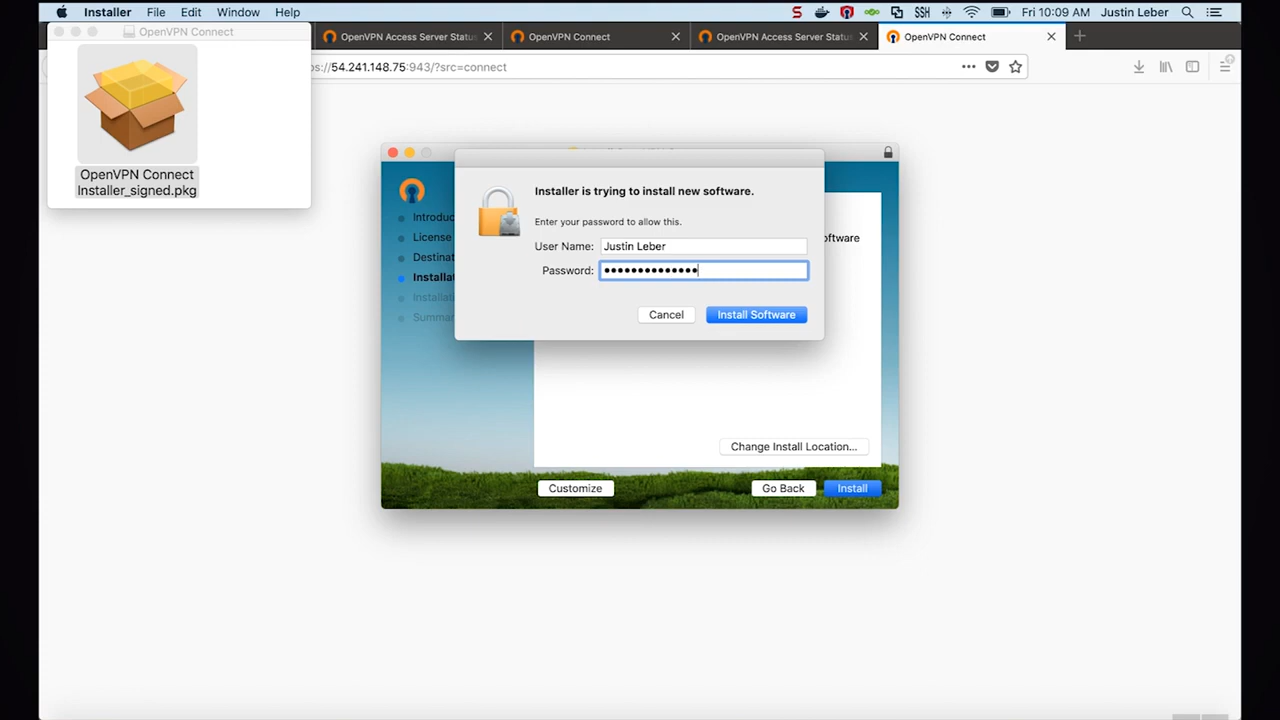 Installer File Edit Window Help
S SSH Fri 10:09 AM Justin Leber
OpenVPN Connect
OpenVPN Access Server Status
OpenVPN Connect
OpenVPN Access Server Status
OpenVPN Connect
54.241.148.75:943/?src=connect
OpenVPN Connect
Installer_signed.pkg
Installer is trying to install new software.
Enter your password to allow this.
User Name: Justin Leber
Password: ••••••••••••••
Cancel Install Software
Introduc
License
Destinat
Installat
Installati
Summar
oftware
Change Install Location...
Customize Go Back Install